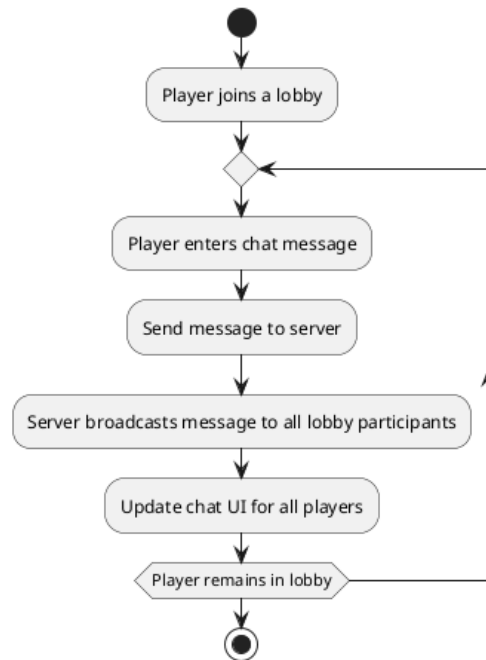 Player joins a lobby
Player enters chat message
Send message to server
Server broadcasts message to all lobby participants
Update chat UI for all players
Player remains in lobby